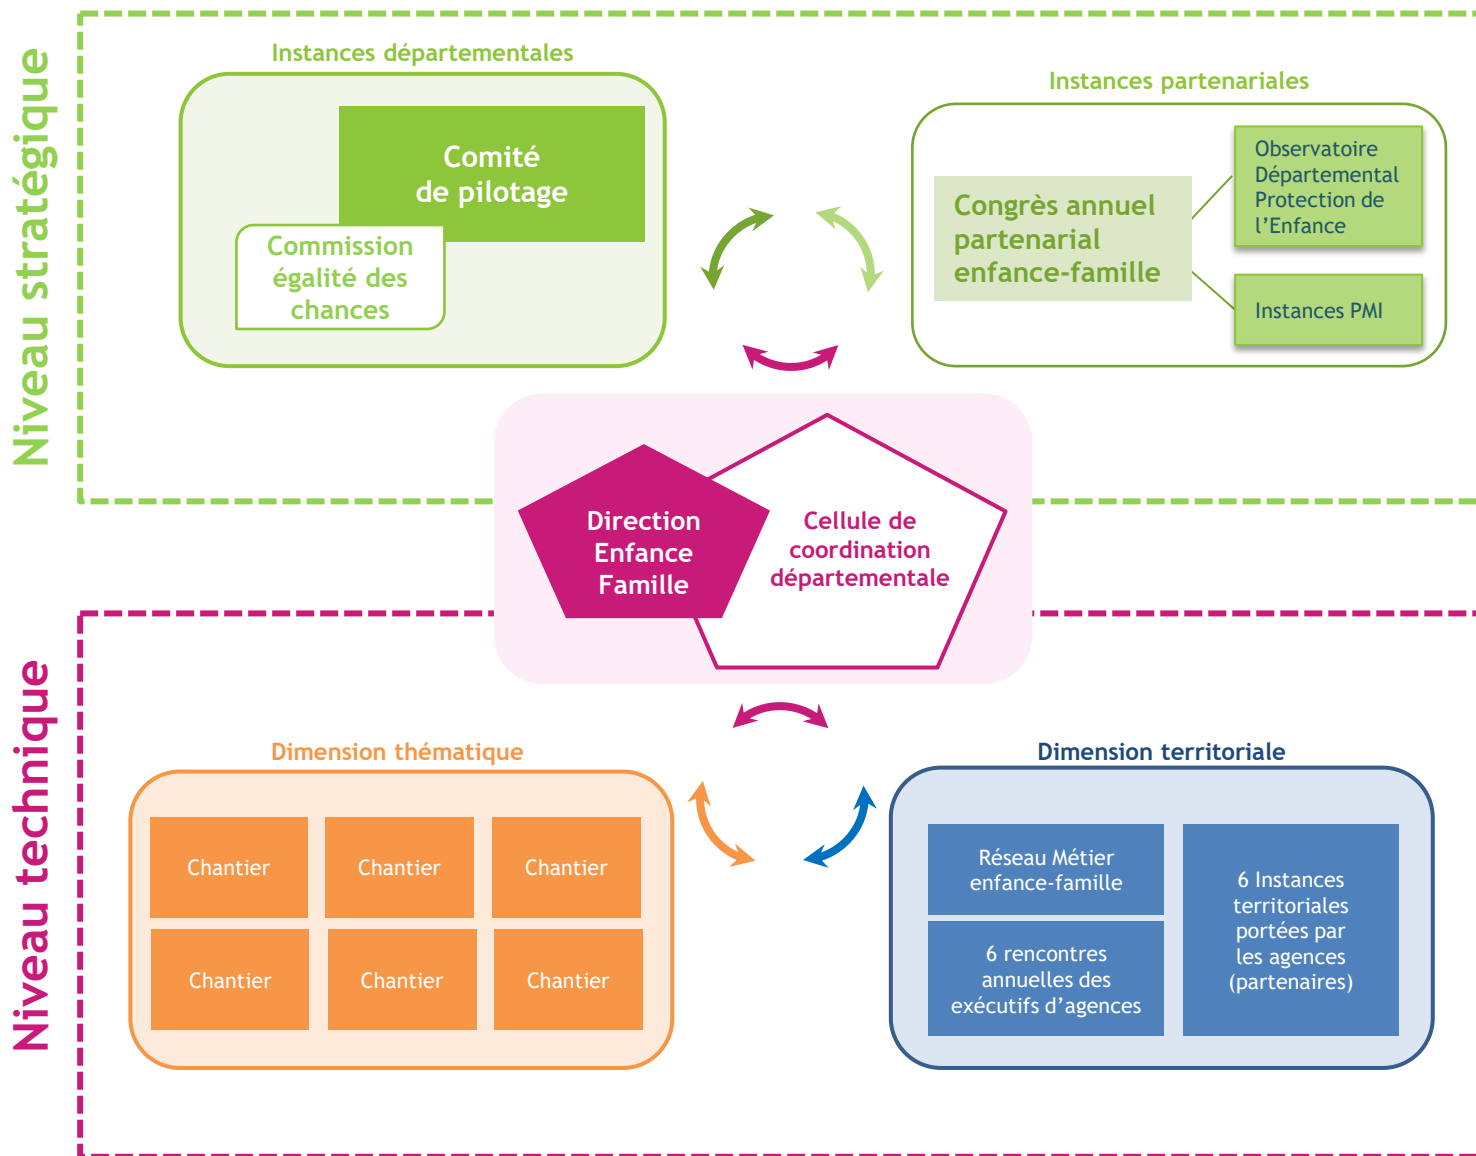 Niveau stratégique
Instances départementales
Comité
de pilotage
Commission
égalité des
chances
Instances partenariales
Congrès annuel
partenarial
enfance-famille
Observatoire
Départemental
Protection de
l’Enfance
Instances PMI
Direction
Enfance
Famille
Cellule de
coordination
départementale
Niveau technique
Dimension thématique
Chantier
Chantier
Chantier
Chantier
Chantier
Chantier
Dimension territoriale
Réseau Métier
enfance-famille
6 rencontres
annuelles des
exécutifs d’agences
6 Instances
territoriales
portées par
les agences
(partenaires)